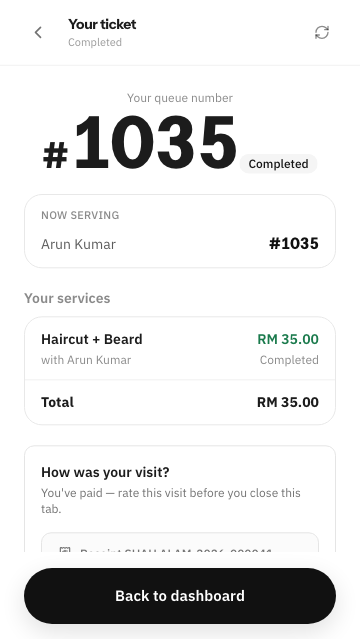 Your ticket
Completed
Your queue number
#1035 Completed
NOW SERVING
Arun Kumar #1035
Your services
Haircut + Beard RM 35.00
with Arun Kumar Completed
Total RM 35.00
How was your visit?
You've paid — rate this visit before you close this
tab.
Back to dashboard